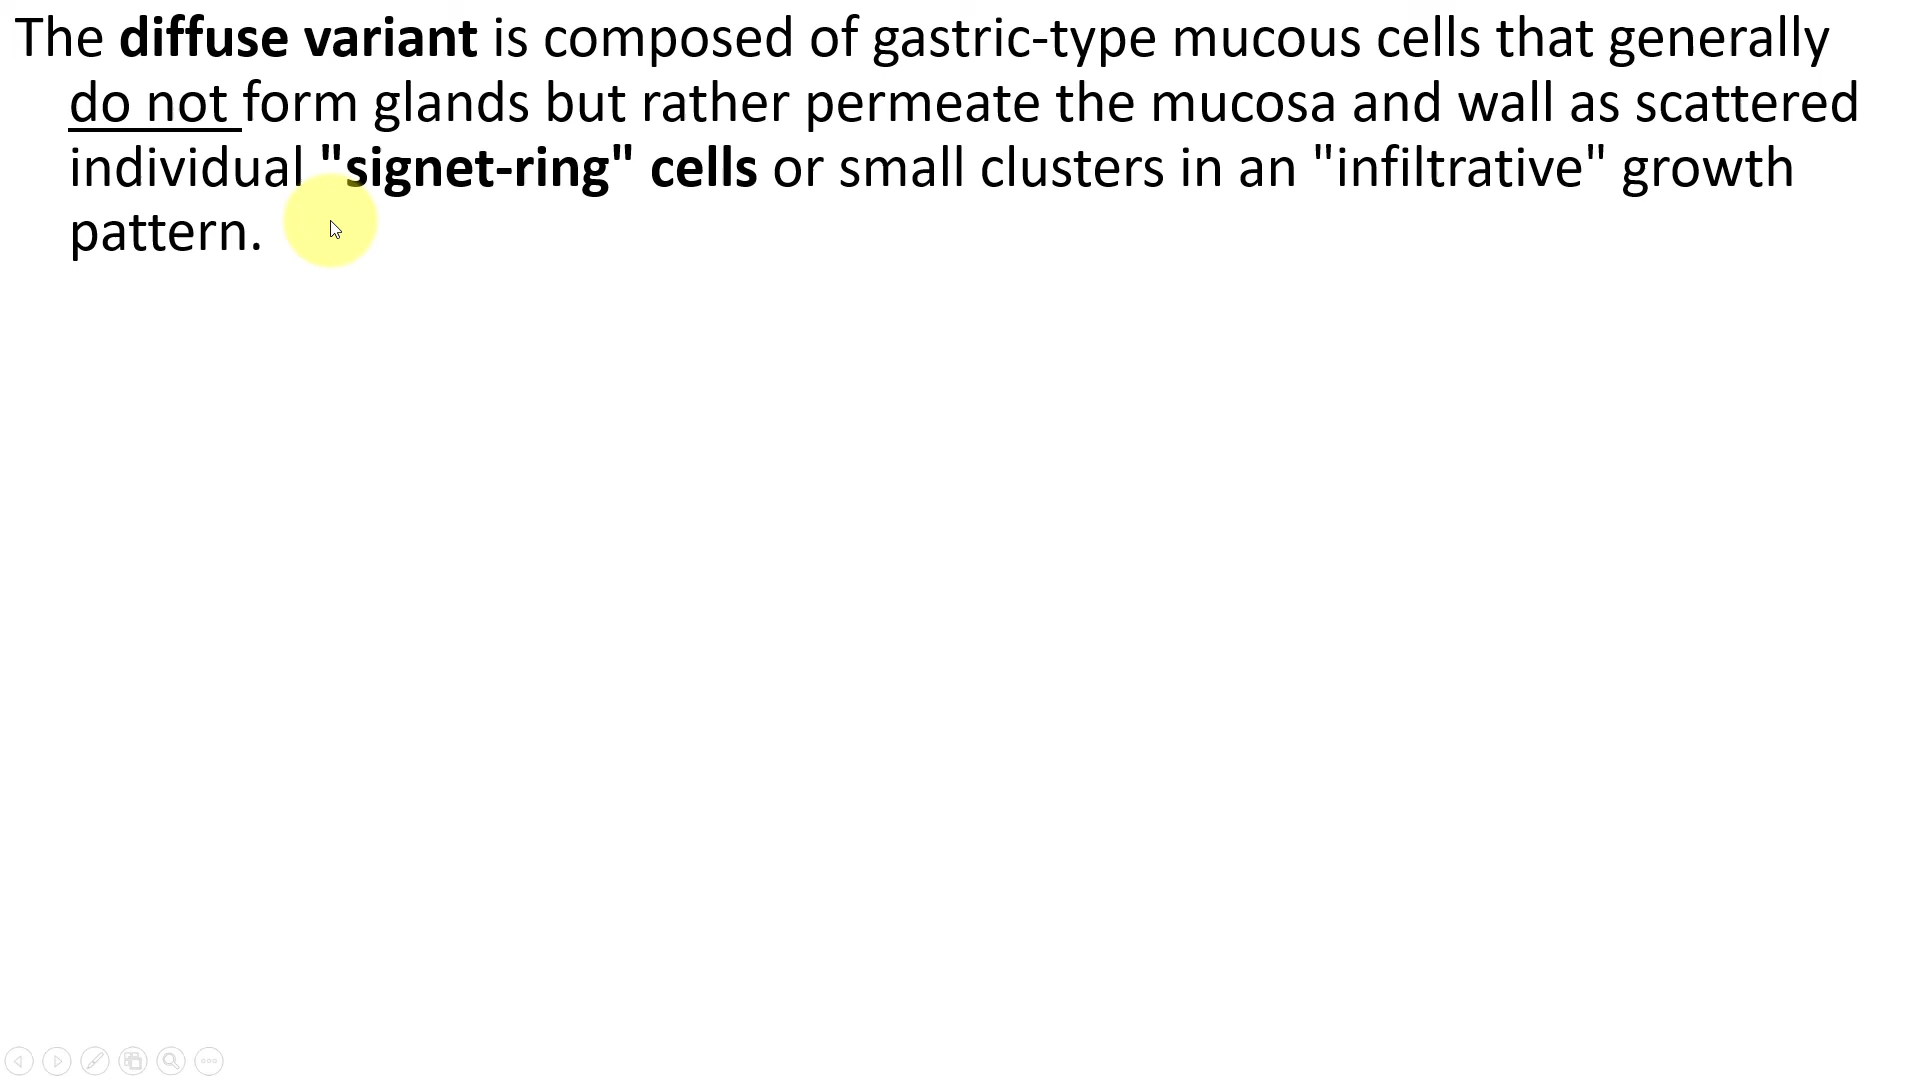 The diffuse variant is composed of gastric-type mucous cells that generally
do not form glands but rather permeate the mucosa and wall as scattered
individual "signet-ring" cells or small clusters in an "infiltrative" growth
pattern.